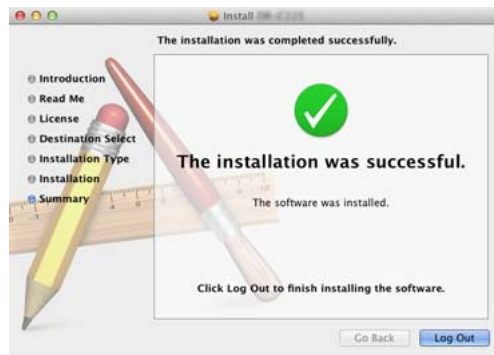 Install
The installation was completed successfully.
Introduction
Read Me
License
Destination Select
Installation Type
Installation
Summary
The installation was successful.
The software was installed.
Click Log Out to finish installing the software.
Go Back
Log Out